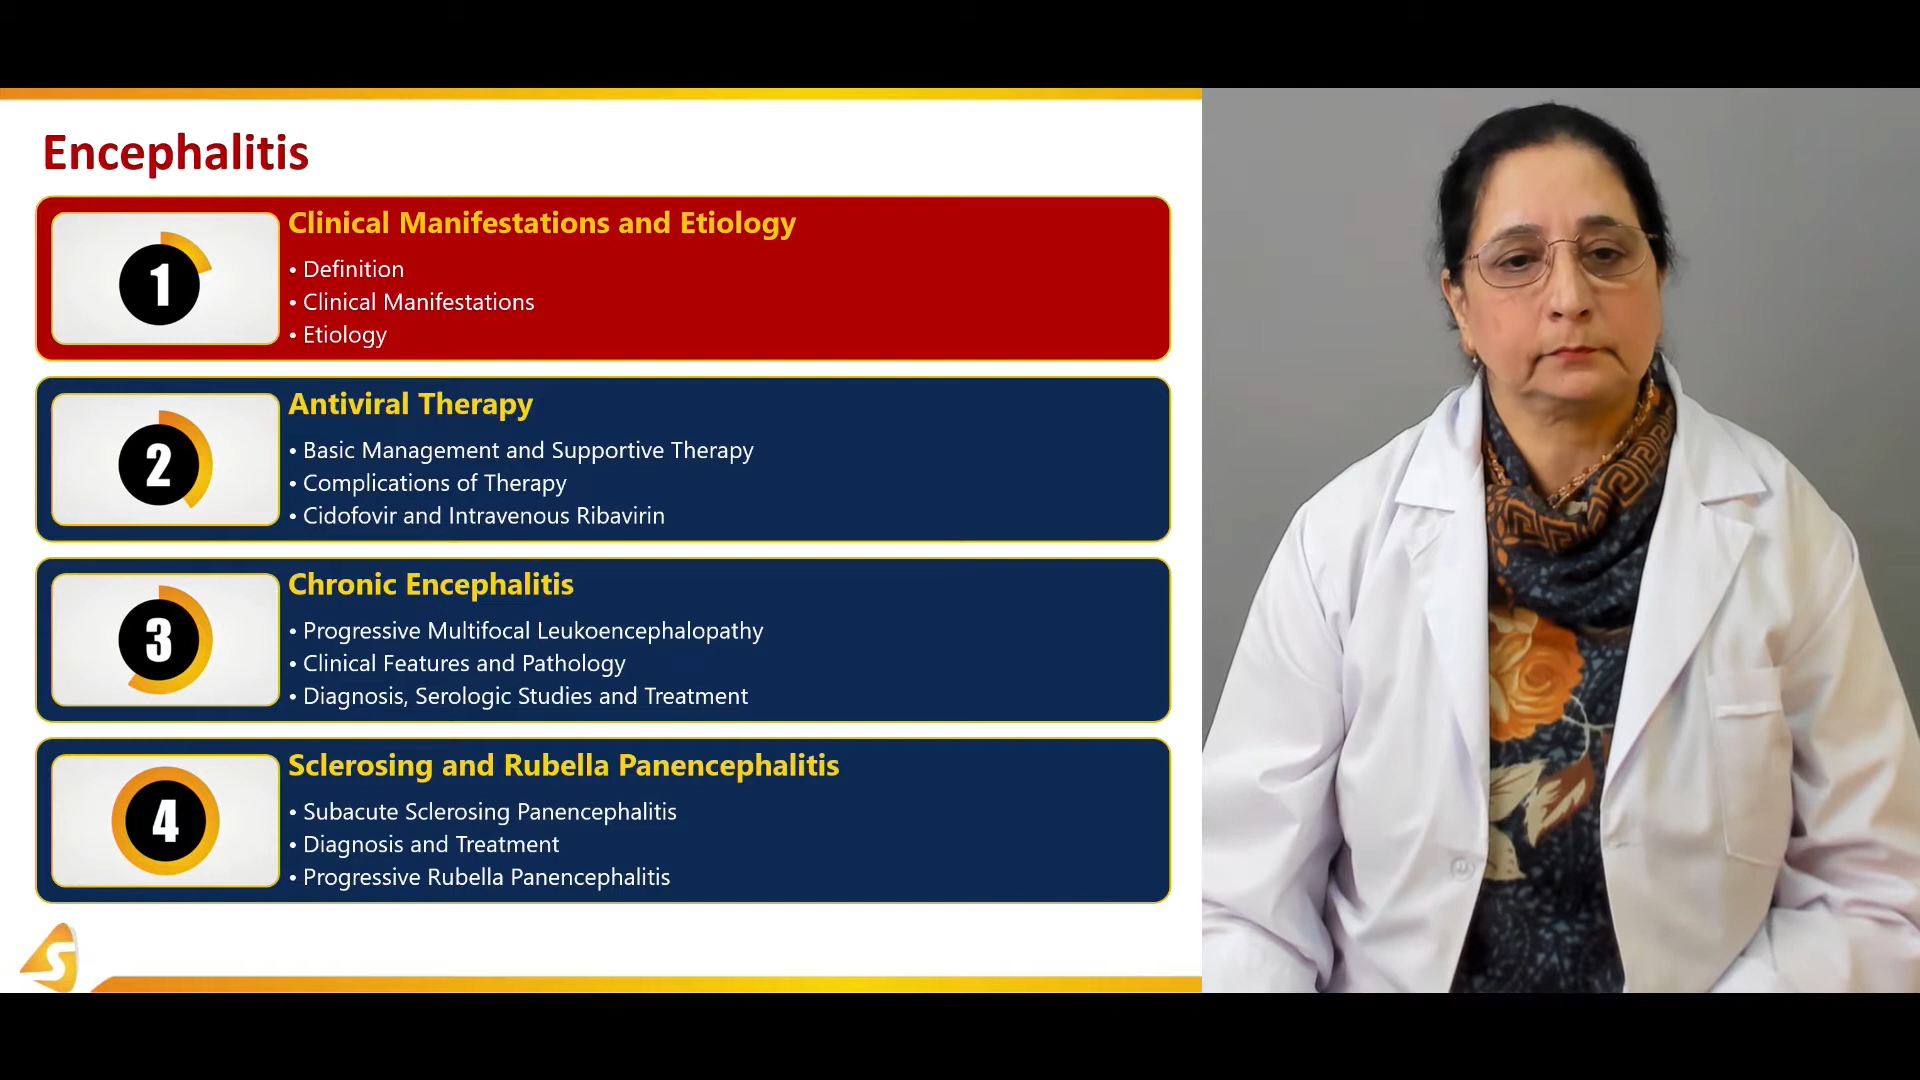 Encephalitis
1
Clinical Manifestations and Etiology
• Definition
• Clinical Manifestations
• Etiology
2
Antiviral Therapy
• Basic Management and Supportive Therapy
• Complications of Therapy
• Cidofovir and Intravenous Ribavirin
3
Chronic Encephalitis
• Progressive Multifocal Leukoencephalopathy
• Clinical Features and Pathology
• Diagnosis, Serologic Studies and Treatment
4
Sclerosing and Rubella Panencephalitis
• Subacute Sclerosing Panencephalitis
• Diagnosis and Treatment
• Progressive Rubella Panencephalitis
S